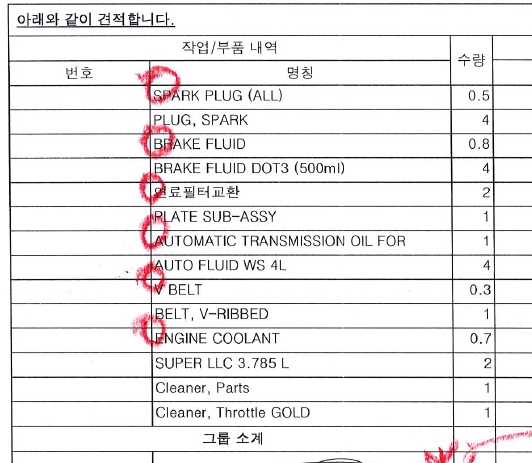 아래와 같이 견적합니다.
작업/부품 내역 수량
번호 명칭
SPARK PLUG (ALL) 0.5
PLUG, SPARK 4
BRAKE FLUID 0.8
BRAKE FLUID DOT3 (500ml) 4
연료필터교환 2
PLATE SUB-ASSY 1
AUTOMATIC TRANSMISSION OIL FOR 1
AUTO FLUID WS 4L 4
V BELT 0.3
BELT, V-RIBBED 1
ENGINE COOLANT 0.7
SUPER LLC 3.785 L 2
Cleaner, Parts 1
Cleaner, Throttle GOLD 1
그룹 소계